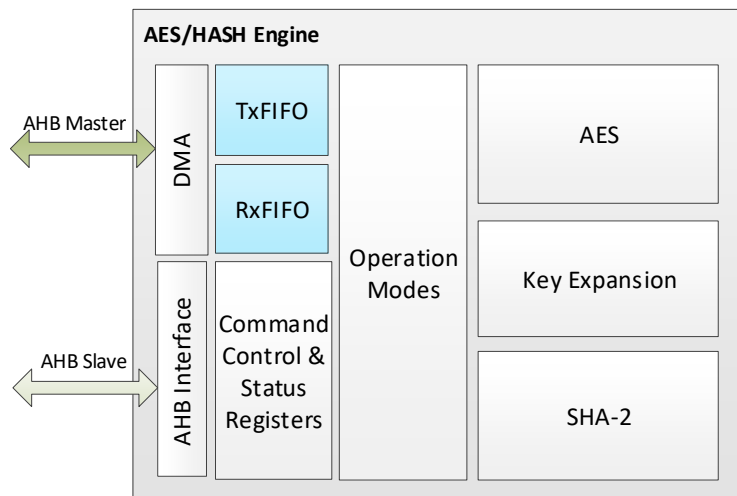 AES/HASH Engine
AHB Master
DMA
TxFIFO
RxFIFO
AHB Slave
AHB Interface
Command
Control &
Status
Registers
Operation
Modes
AES
Key Expansion
SHA-2